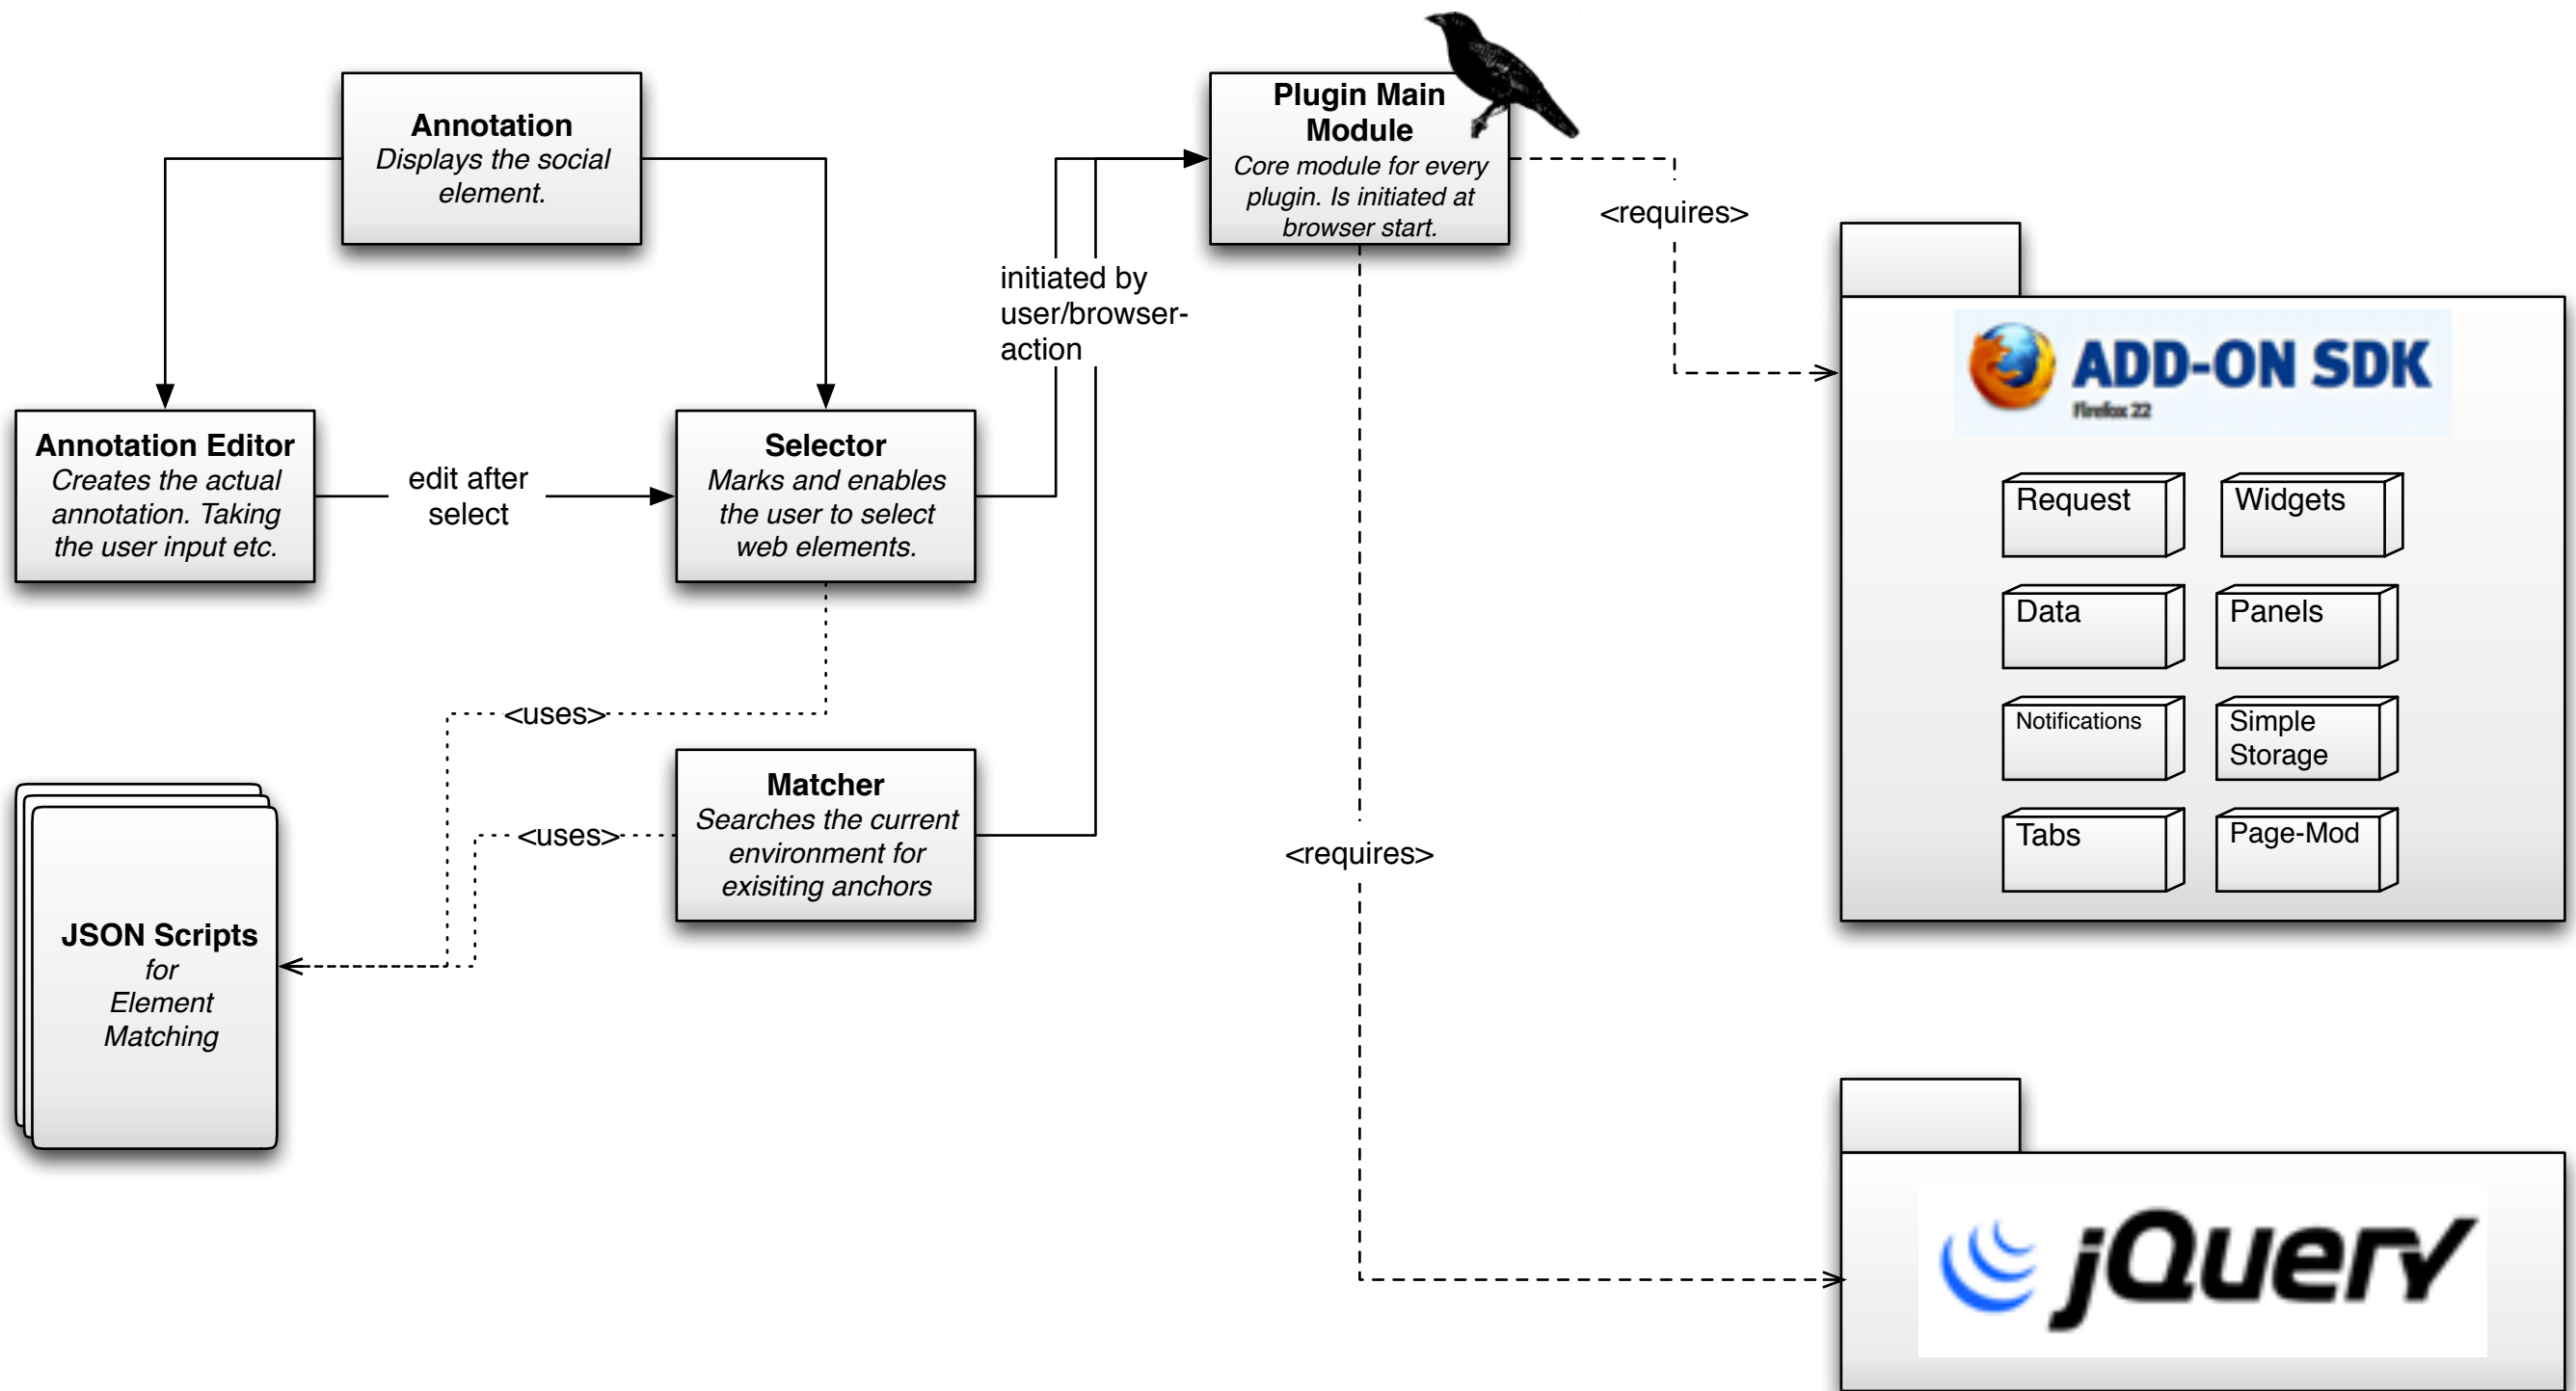 Annotation
Displays the social
element.
Plugin Main
Module
Core module for every
plugin. Is initiated at
browser start.
<requires>
initiated by
user/browser-
action
ADD-ON SDK
Firefox 22
Annotation Editor
Creates the actual
annotation. Taking
the user input etc.
edit after
select
Selector
Marks and enables
the user to select
web elements.
Request
Widgets
Data
Panels
Notifications
Simple
Storage
Tabs
Page-Mod
<uses>
Matcher
Searches the current
environment for
exisiting anchors
<uses>
<requires>
JSON Scripts
for
Element
Matching
jQuery